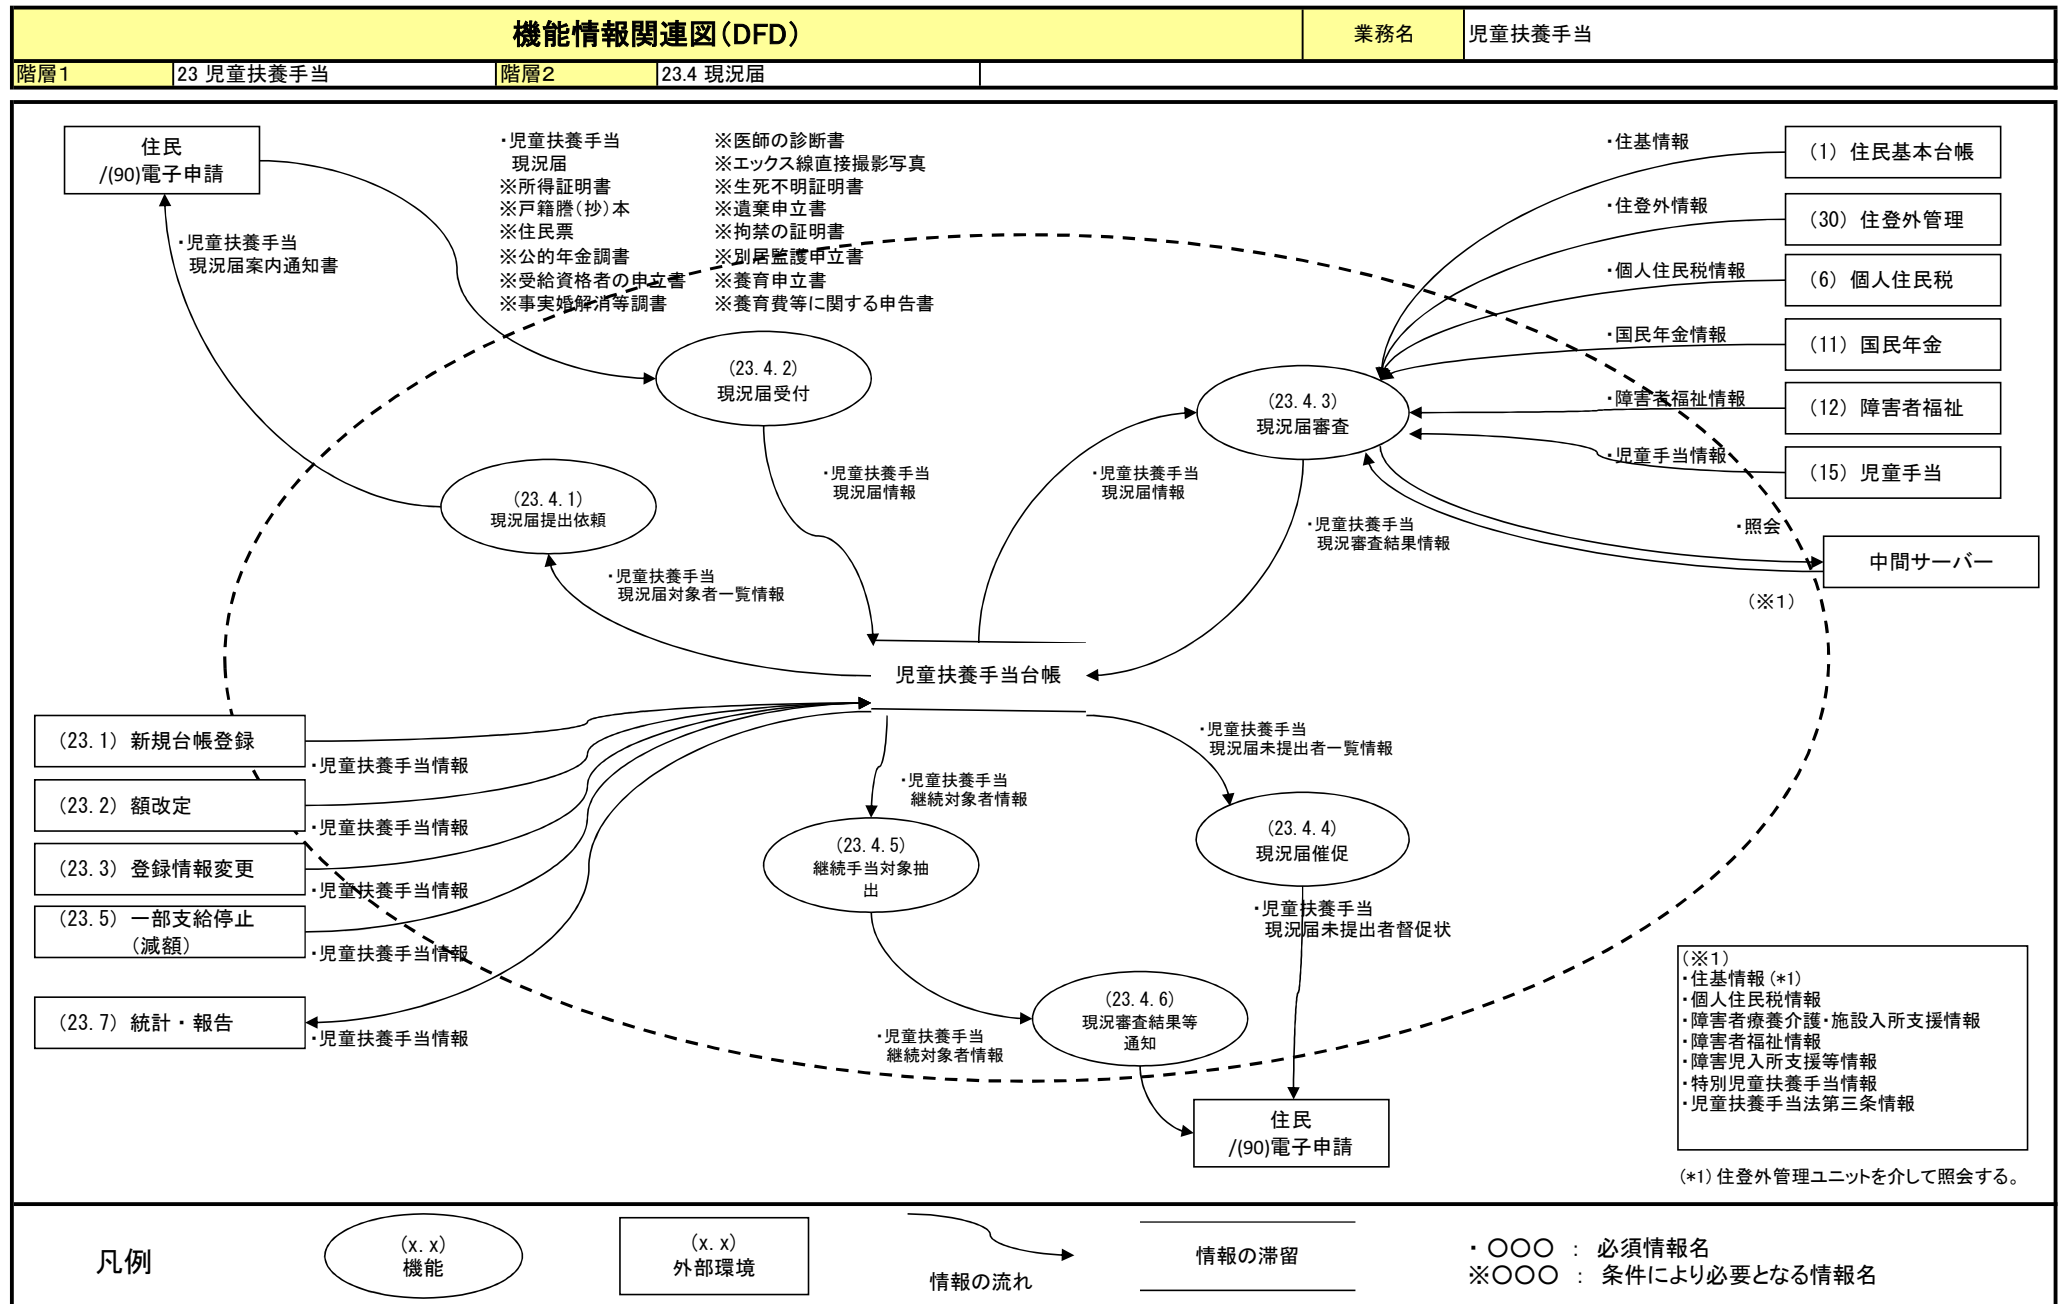 機能情報関連図(DFD)
業務名
児童扶養手当
階層1
23 児童扶養手当
階層2
23.4 現況届
住民
/(90)電子申請
・児童扶養手当
現況届
※所得証明書
※戸籍謄(抄)本
※住民票
※公的年金調書
※受給資格者の申立書
※事実婚解消等調書
※医師の診断書
※エックス線直接撮影写真
※生死不明証明書
※遺棄申立書
※拘禁の証明書
※別居監護申立書
※養育申立書
※養育費等に関する申告書
・児童扶養手当
現況届案内通知書
・住基情報
(1) 住民基本台帳
・住登外情報
(30) 住登外管理
・個人住民税情報
(6) 個人住民税
・国民年金情報
(11) 国民年金
・障害者福祉情報
(12) 障害者福祉
・児童手当情報
(15) 児童手当
・照会
中間サーバー
(※1)
(23.4.2)
現況届受付
(23.4.3)
現況届審査
(23.4.1)
現況届提出依頼
・児童扶養手当
現況届情報
・児童扶養手当
現況届情報
・児童扶養手当
現況審査結果情報
・児童扶養手当
現況届対象者一覧情報
児童扶養手当台帳
(23.1) 新規台帳登録
・児童扶養手当情報
(23.2) 額改定
・児童扶養手当情報
(23.3) 登録情報変更
・児童扶養手当情報
(23.5) 一部支給停止
(減額)
・児童扶養手当情報
(23.7) 統計・報告
・児童扶養手当情報
・児童扶養手当
現況届未提出者一覧情報
・児童扶養手当
継続対象者情報
(23.4.5)
継続手当対象抽
出
(23.4.4)
現況届催促
・児童扶養手当
現況届未提出者督促状
(23.4.6)
現況審査結果等
通知
・児童扶養手当
継続対象者情報
住民
/(90)電子申請
(※1)
・住基情報(*1)
・個人住民税情報
・障害者療養介護・施設入所支援情報
・障害者福祉情報
・障害児入所支援等情報
・特別児童扶養手当情報
・児童扶養手当法第三条情報
(*1)住登外管理ユニットを介して照会する。
凡例
(x.x)
機能
(x.x)
外部環境
情報の流れ
情報の滞留
・ 〇〇〇 : 必須情報名
※〇〇〇 : 条件により必要となる情報名